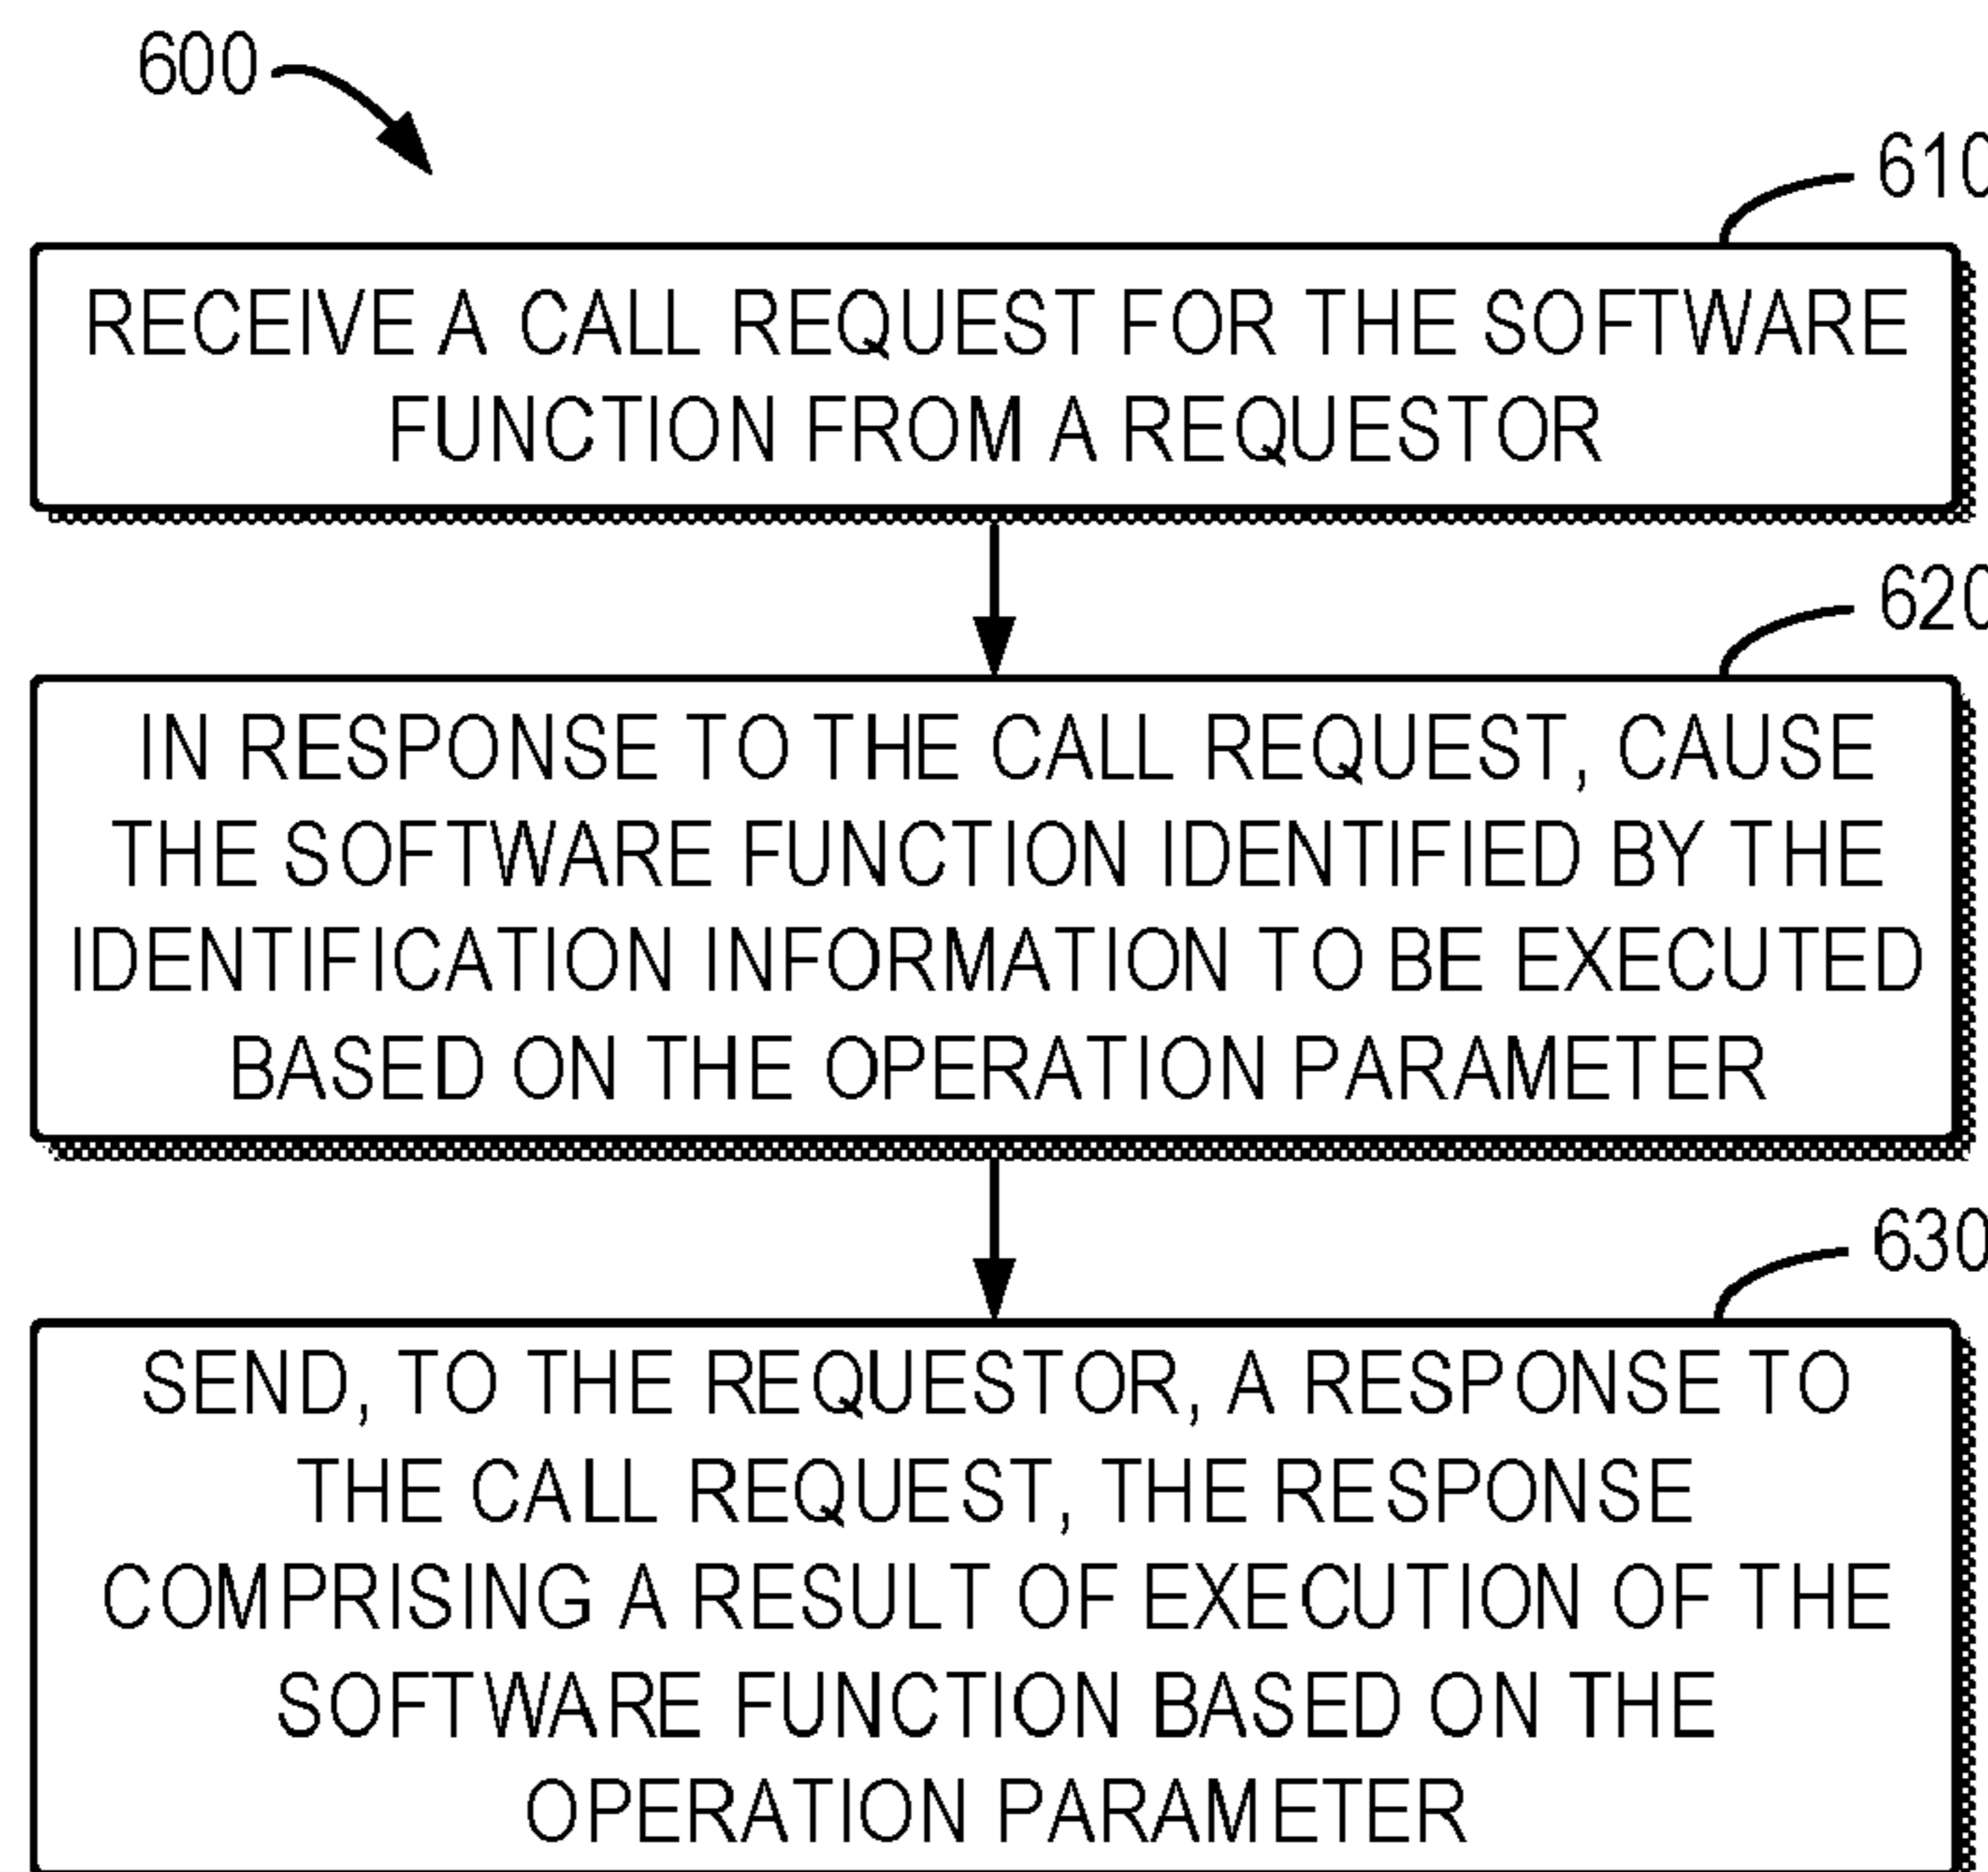 600
610
RECEIVE A CALL REQUEST FOR THE SOFTWARE
FUNCTION FROM A REQUESTOR
620
IN RESPONSE TO THE CALL REQUEST, CAUSE
THE SOFTWARE FUNCTION IDENTIFIED BY THE
IDENTIFICATION INFORMATION TO BE EXECUTED
BASED ON THE OPERATION PARAMETER
630
SEND, TO THE REQUESTOR, A RESPONSE TO
THE CALL REQUEST, THE RESPONSE
COMPRISING A RESULT OF EXECUTION OF THE
SOFTWARE FUNCTION BASED ON THE
OPERATION PARAMETER